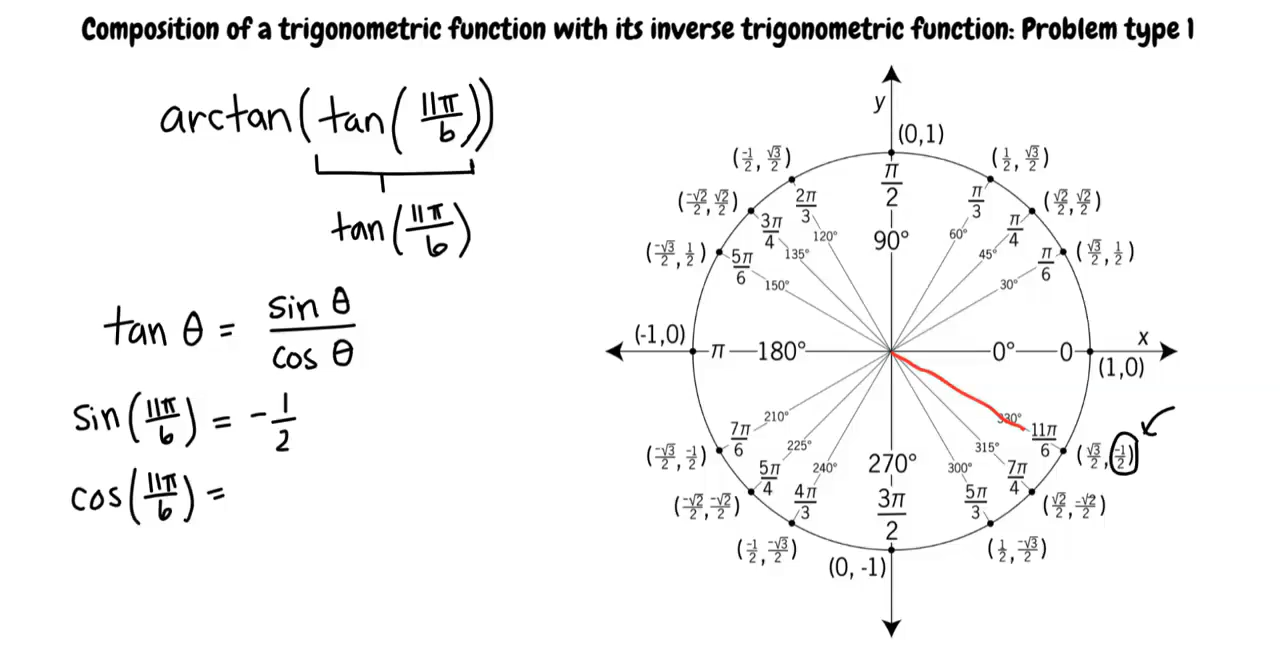 Composition of a trigonometric function with its inverse trigonometric function: Problem type 1
arctan(tan(11π/6))
tan(11π/6)
tan θ = sin θ/cos θ
sin(11π/6) = -1/2
cos(11π/6) =
y
(0,1)
(-1/2, √3/2)
(1/2, √3/2)
(-√2/2, √2/2)
2π/3
π/2
π/3
(√2/2, √2/2)
3π/4
120°
90°
60°
π/4
(-√3/2, 1/2)
5π/6
135°
45°
π/6
(√3/2, 1/2)
150°
30°
(-1,0)
π
180°
0°
0
x
(1,0)
210°
330°
7π/6
11π/6
(-√3/2, -1/2)
225°
315°
(√3/2, -1/2)
5π/4
240°
270°
300°
7π/4
(-√2/2, -√2/2)
4π/3
3π/2
5π/3
(√2/2, -√2/2)
(-1/2, -√3/2)
(1/2, -√3/2)
(0, -1)